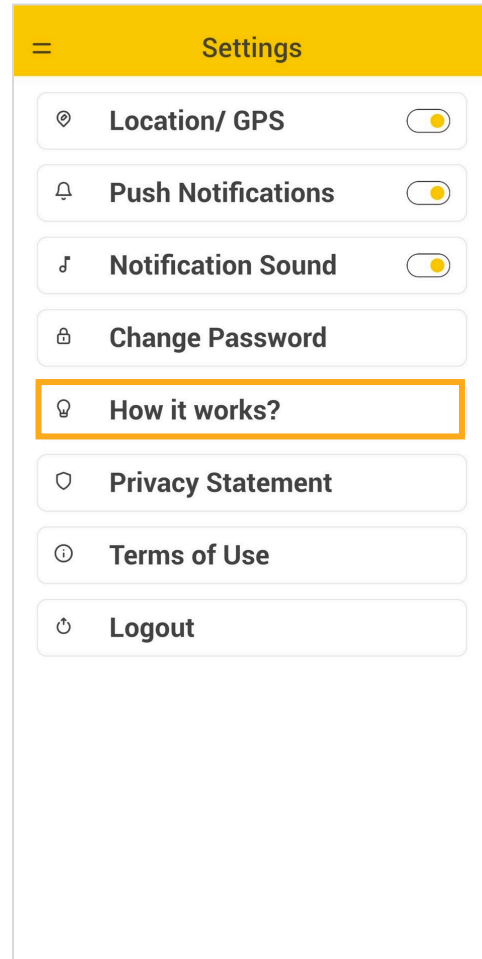 Settings
Location/ GPS
Push Notifications
Notification Sound
Change Password
How it works?
Privacy Statement
Terms of Use
Logout